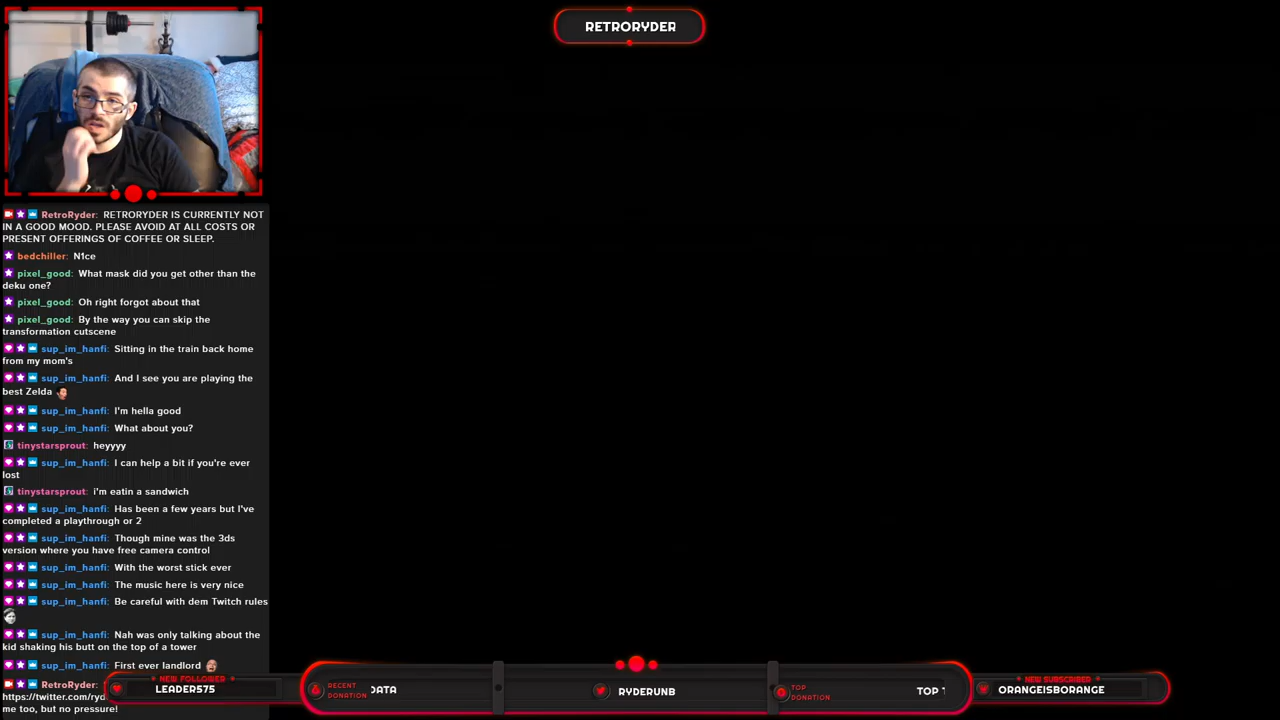 RETRORYDER
RetroRyder: RETRORYDER IS CURRENTLY NOT
IN A GOOD MOOD. PLEASE AVOID AT ALL COSTS OR
PRESENT OFFERINGS OF COFFEE OR SLEEP.
bedchiller: N1ce
pixel_good: What mask did you get other than the
deku one?
pixel_good: Oh right forgot about that
pixel_good: By the way you can skip the
transformation cutscene
sup_im_hanfi: Sitting in the train back home
from my mom's
sup_im_hanfi: And I see you are playing the
best Zelda
sup_im_hanfi: I'm hella good
sup_im_hanfi: What about you?
tinystarsprout: heyyyy
sup_im_hanfi: I can help a bit if you're ever
lost
tinystarsprout: i'm eatin a sandwich
sup_im_hanfi: Has been a few years but I've
completed a playthrough or 2
sup_im_hanfi: Though mine was the 3ds
version where you have free camera control
sup_im_hanfi: With the worst stick ever
sup_im_hanfi: The music here is very nice
sup_im_hanfi: Be careful with dem Twitch rules
sup_im_hanfi: Nah was only talking about the
kid shaking his butt on the top of a tower
sup_im_hanfi: First ever landlord
RetroRyder:
https://twitter.com/ryd
me too, but no pressure!
NEW FOLLOWER
LEADER575
RECENT
DONATION
DATA
RYDERUNB
TOP
DONATION
TOP
NEW SUBSCRIBER
ORANGEISBORANGE